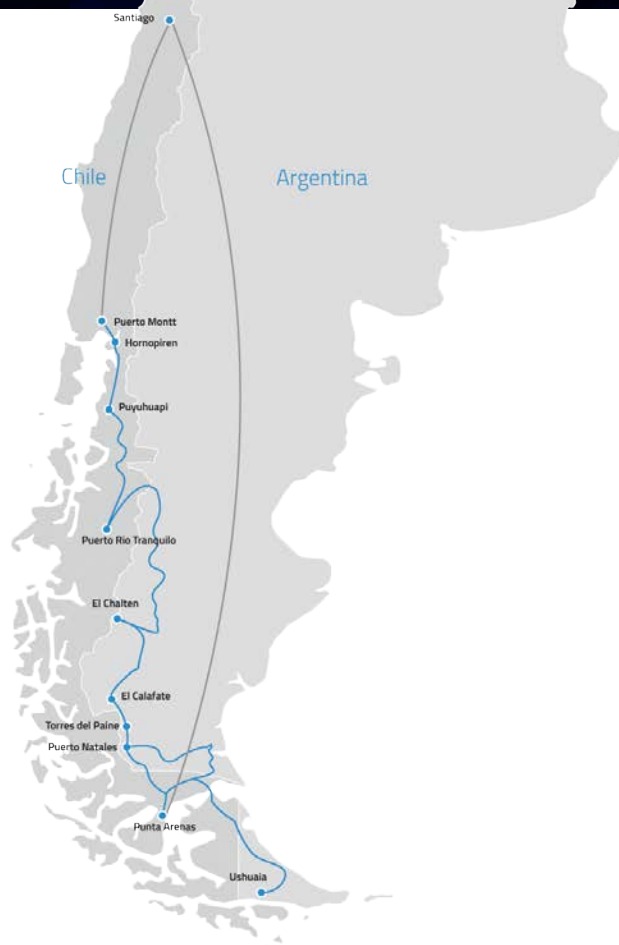 Santiago
Chile
Argentina
Puerto Montt
Hornopiren
Puyuhuapi
Puerto Rio Tranquilo
El Chalten
El Calafate
Torres del Paine
Puerto Natales
Punta Arenas
Ushuaia